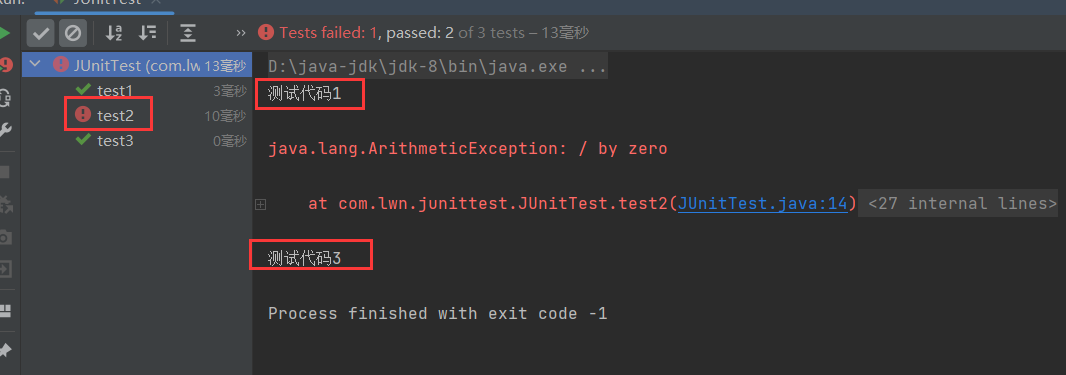 JUnitTest
Tests failed: 1, passed: 2 of 3 tests – 13毫秒
JUnitTest (com.lw 13毫秒
test1 3毫秒
test2 10毫秒
test3 0毫秒
D:\java-jdk\jdk-8\bin\java.exe ...
测试代码1
java.lang.ArithmeticException: / by zero
at com.lwn.junittest.JUnitTest.test2(JUnitTest.java:14) <27 internal lines>
测试代码3
Process finished with exit code -1